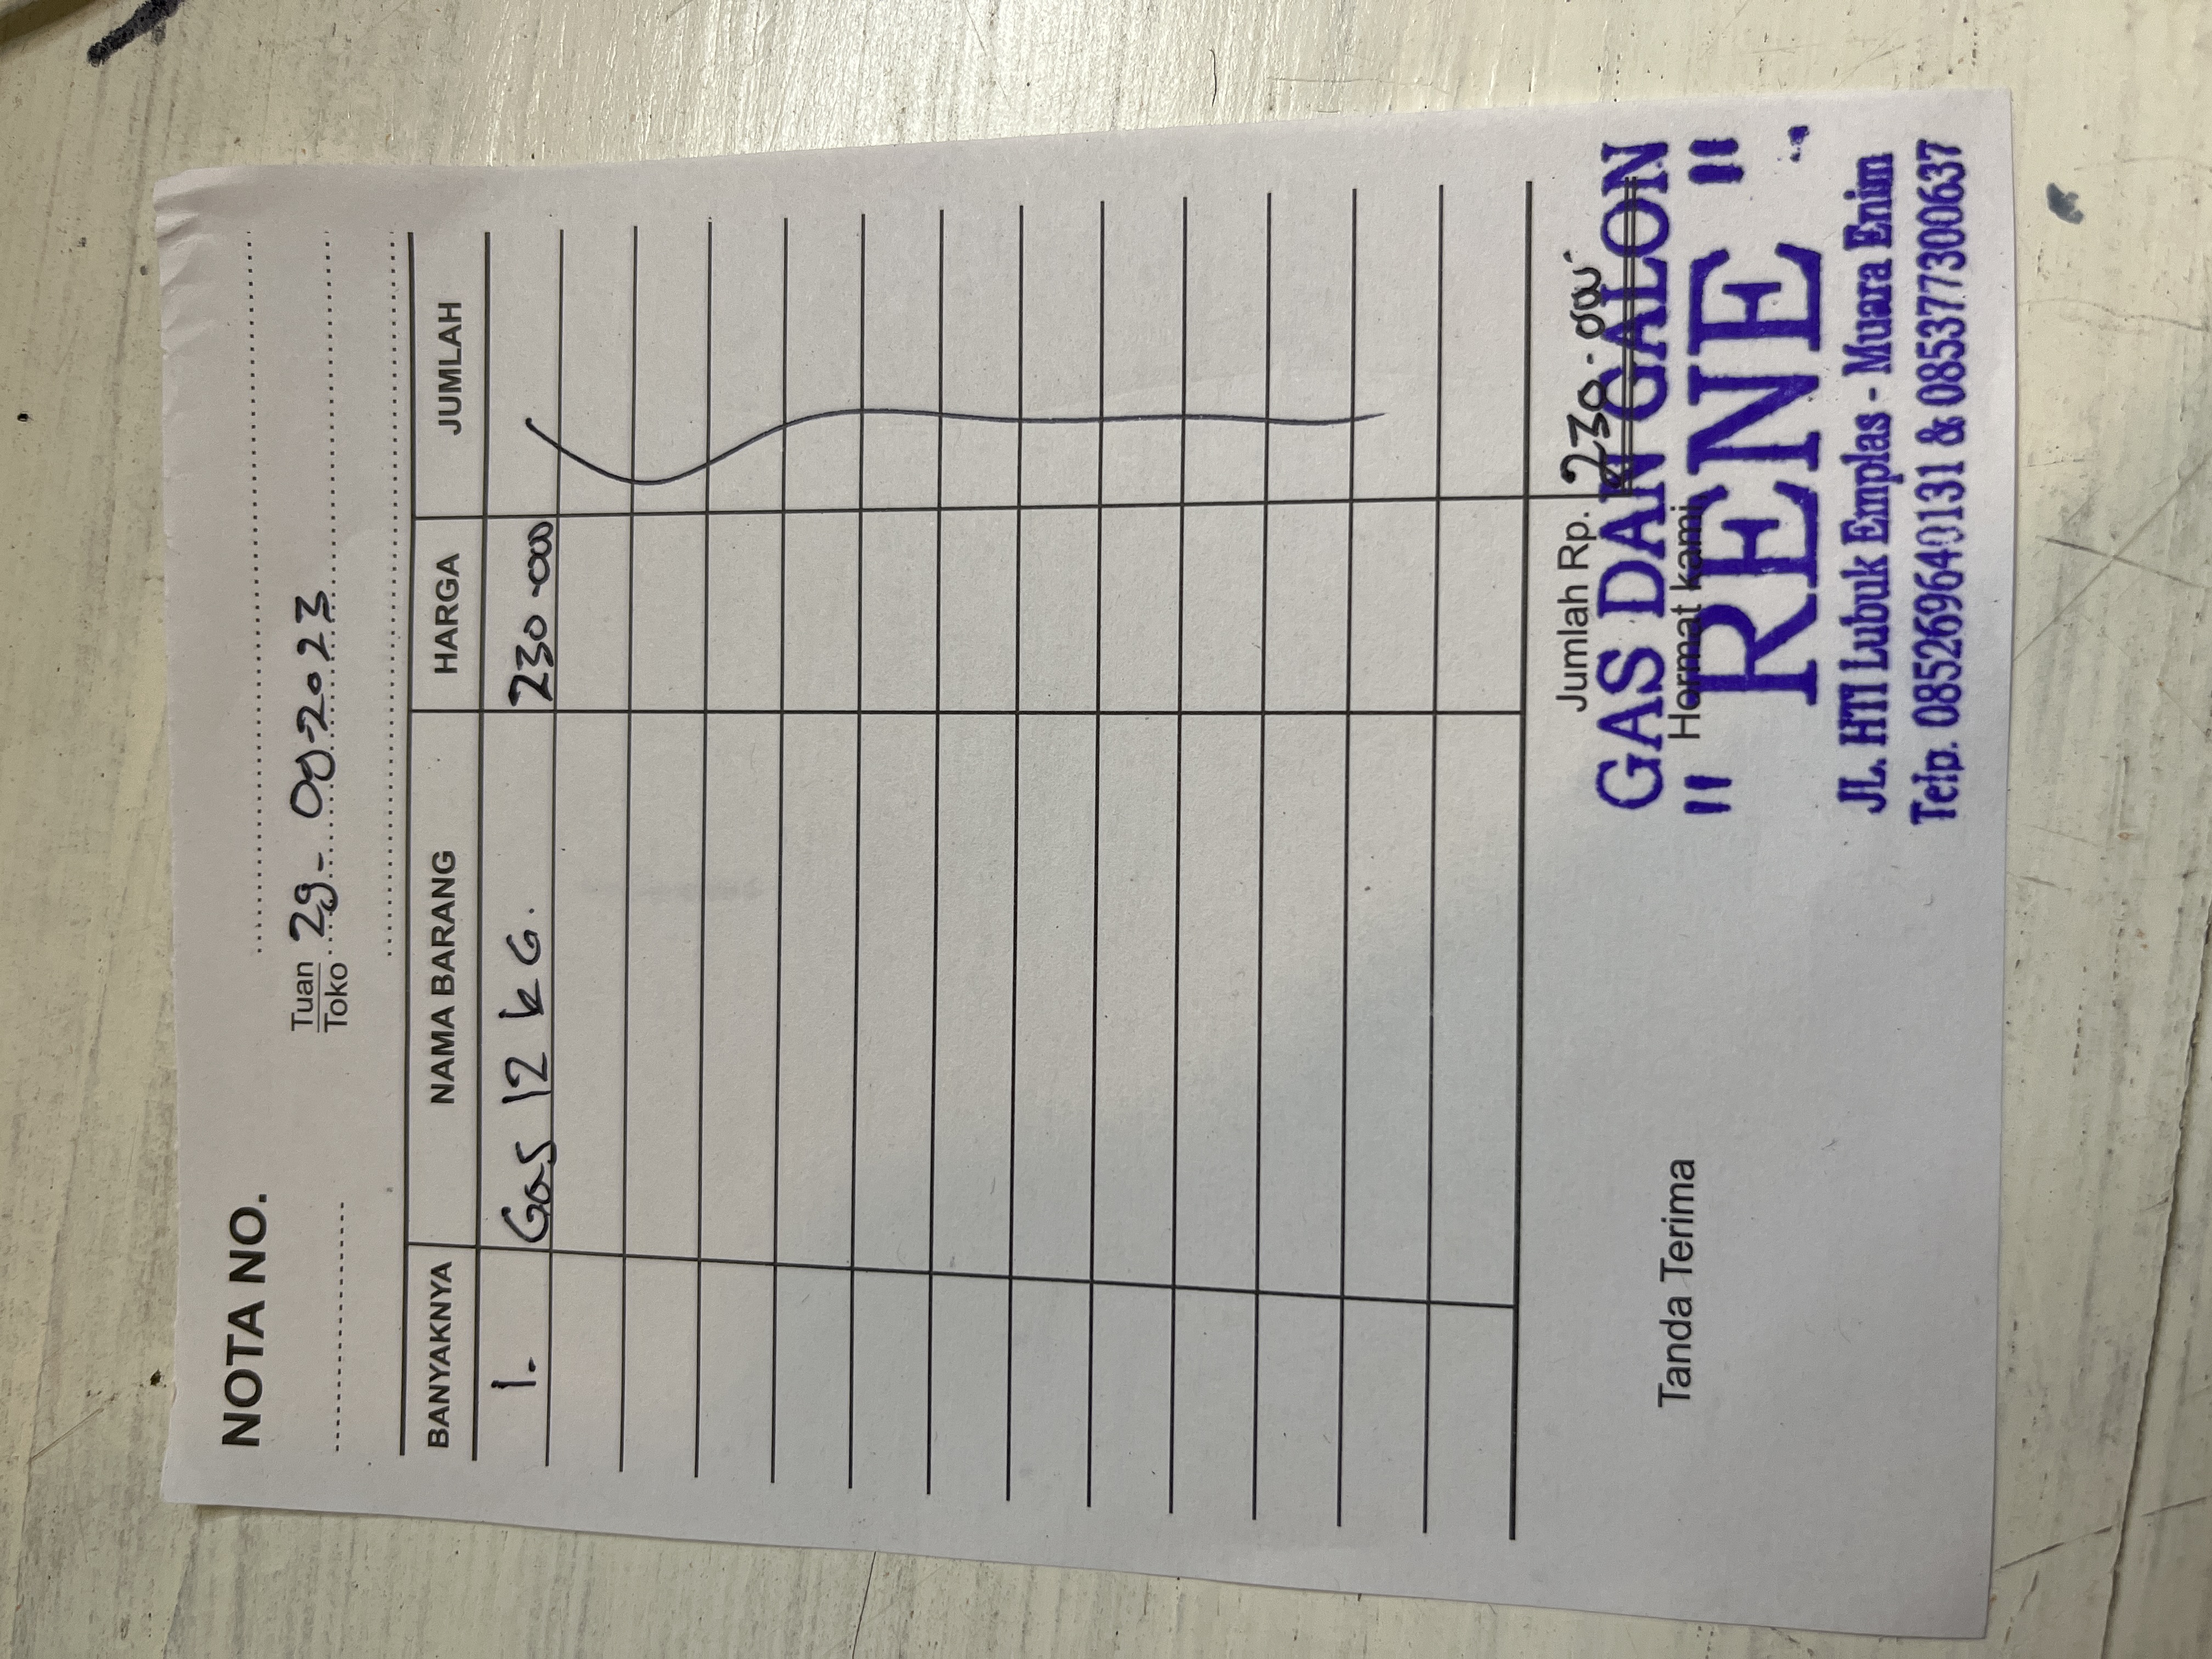 NOTA NO.
Tuan 29-09-2023
Toko
BANYAKNYA NAMA BARANG HARGA JUMLAH
1. Gas 12 kG. 230-000
Jumlah Rp. 230-000
GAS DAN GALON
Tanda Terima Hormat kami
" RENE "
JL. HTI Lubuk Emplas - Muara Enim
Telp. 085269640131 & 085377300637